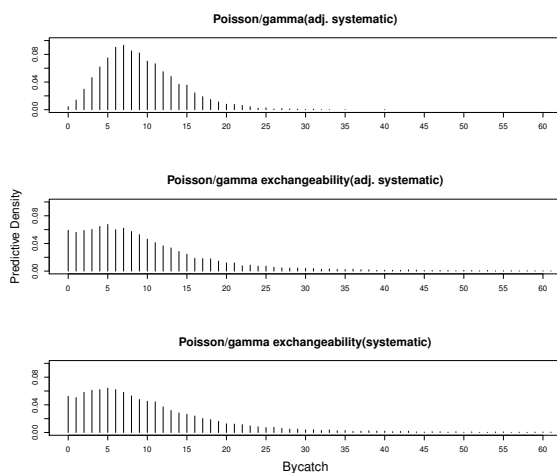 Poisson/gamma(adj. systematic)
0.00 0.04 0.08
0 5 10 15 20 25 30 35 40 45 50 55 60
Poisson/gamma exchangeability(adj. systematic)
Predictive Density
0.00 0.04 0.08
0 5 10 15 20 25 30 35 40 45 50 55 60
Poisson/gamma exchangeability(systematic)
0.00 0.04 0.08
0 5 10 15 20 25 30 35 40 45 50 55 60
Bycatch